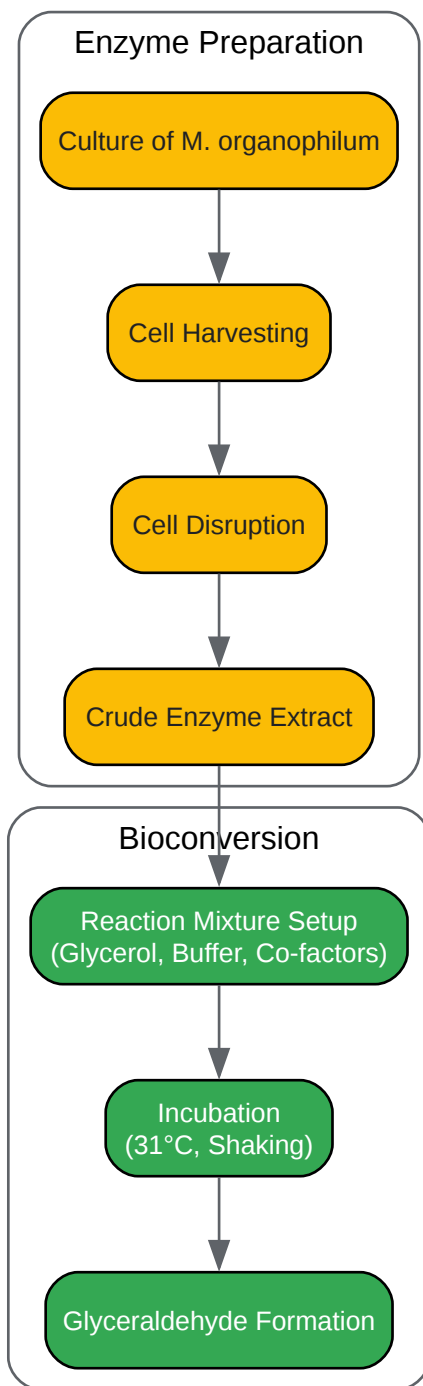 Enzyme Preparation
Culture of M. organophilum
Cell Harvesting
Cell Disruption
Crude Enzyme Extract
Bioconversion
Reaction Mixture Setup
(Glycerol, Buffer, Co-factors)
Incubation
(31°C, Shaking)
Glyceraldehyde Formation